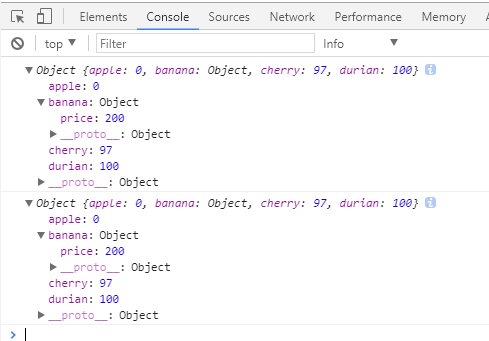 Elements Console Sources Network Performance Memory
top ▼ Filter Info ▼
▼Object {apple: 0, banana: Object, cherry: 97, durian: 100} i
apple: 0
▼banana: Object
price: 200
▶__proto__: Object
cherry: 97
durian: 100
▶__proto__: Object
▼Object {apple: 0, banana: Object, cherry: 97, durian: 100} i
apple: 0
▼banana: Object
price: 200
▶__proto__: Object
cherry: 97
durian: 100
▶__proto__: Object
>